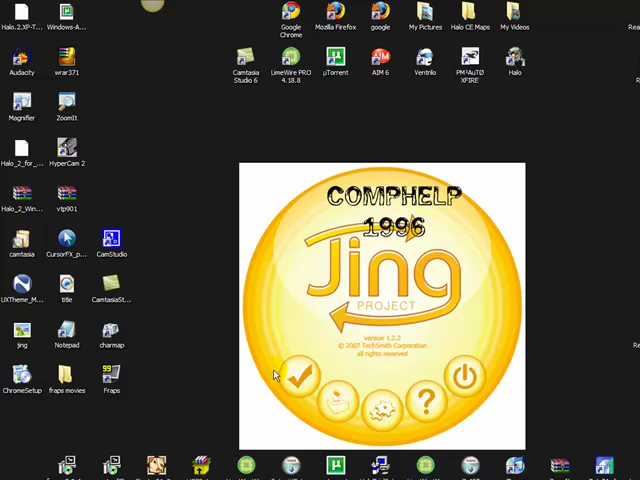 Halo.2.XP-T...
Windows-A...
Google Chrome
Mozilla Firefox
google
My Pictures
Halo CE Maps
My Videos
Rea
Audacity
wrar371
Camtasia Studio 6
LimeWire PRO 4.18.8
µTorrent
AIM 6
Ventrilo
Halo
Magnifier
ZoomIt
Halo_2_for_...
HyperCam 2
Halo_2_Win...
vtp901
camtasia
CursorFX_p...
CamStudio
UXTheme_M...
title
CamtasiaSt...
jing
Notepad
charmap
ChromeSetup
fraps movies
99
Fraps
COMPHELP
1996
Jing
PROJECT
version 1.2.3
© 2007 TechSmith Corporation
all rights reserved
?